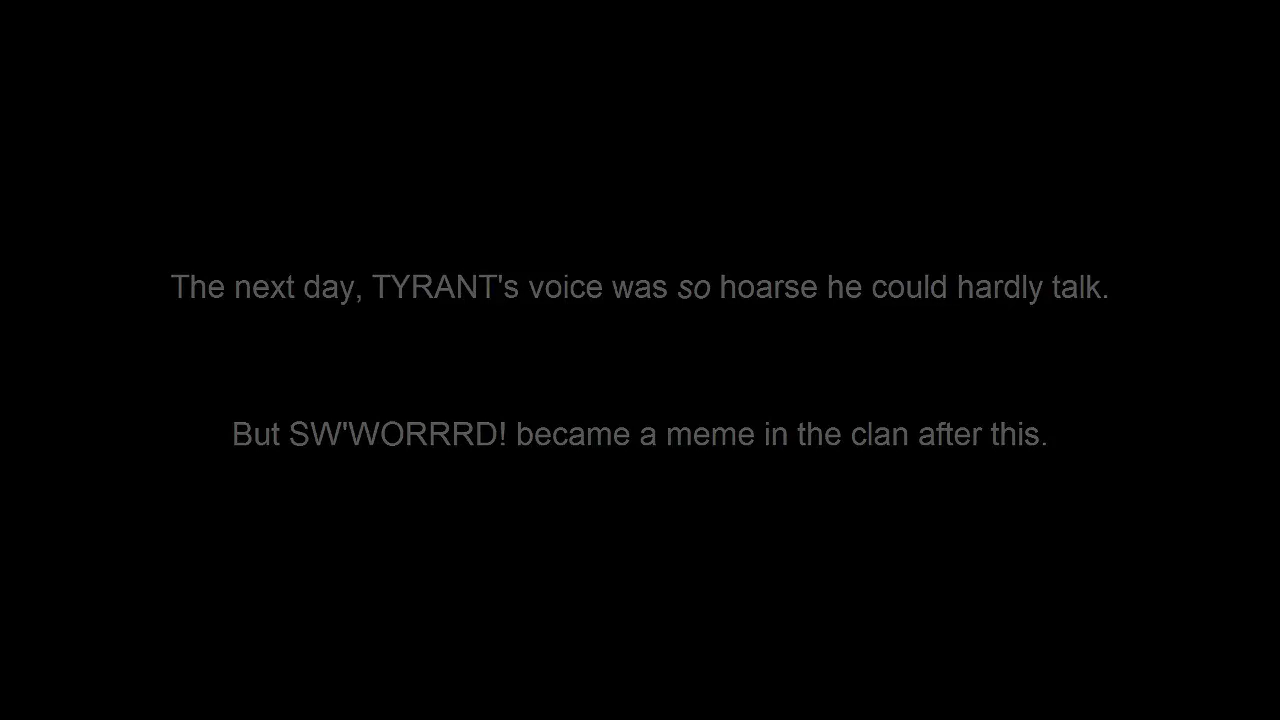 The next day, TYRANT's voice was so hoarse he could hardly talk.
But SW'WORRRD! became a meme in the clan after this.